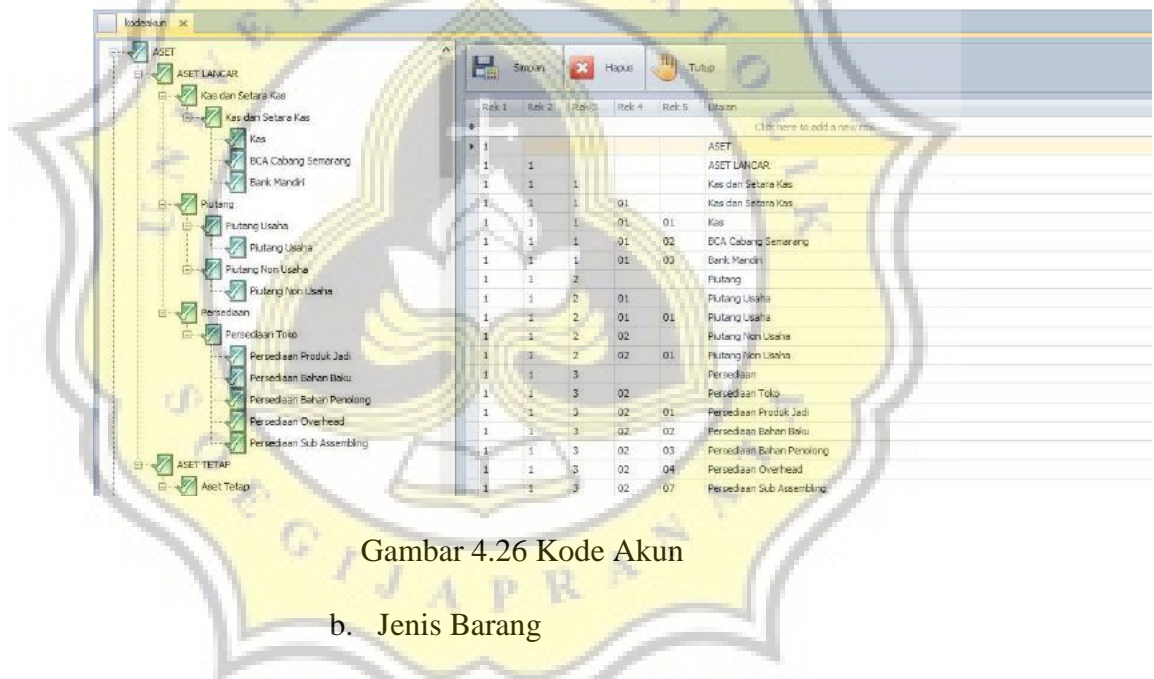 kodeakun
ASET
ASET LANCAR
Kas dan Setara Kas
Kas dan Setara Kas
Kas
BCA Cabang Semarang
Bank Mandiri
Piutang
Piutang Usaha
Piutang Usaha
Piutang Non Usaha
Piutang Non Usaha
Persediaan
Persediaan Toko
Persediaan Produk Jadi
Persediaan Bahan Baku
Persediaan Bahan Penolong
Persediaan Overhead
Persediaan Sub Assembling
ASET TETAP
Aset Tetap
Simpan Hapus Tutup
Rek 1 Rek 2 Rek 3 Rek 4 Rek 5 Uraian
Click here to add a new row
1 ASET
1 1 ASET LANCAR
1 1 1 Kas dan Setara Kas
1 1 1 01 Kas dan Setara Kas
1 1 1 01 01 Kas
1 1 1 01 02 BCA Cabang Semarang
1 1 1 01 03 Bank Mandiri
1 1 2 Piutang
1 1 2 01 Piutang Usaha
1 1 2 01 01 Piutang Usaha
1 1 2 02 Piutang Non Usaha
1 1 2 02 01 Piutang Non Usaha
1 1 3 Persediaan
1 1 3 02 Persediaan Toko
1 1 3 02 01 Persediaan Produk Jadi
1 1 3 02 02 Persediaan Bahan Baku
1 1 3 02 03 Persediaan Bahan Penolong
1 1 3 02 04 Persediaan Overhead
1 1 3 02 07 Persediaan Sub Assembling
Gambar 4.26 Kode Akun
b. Jenis Barang